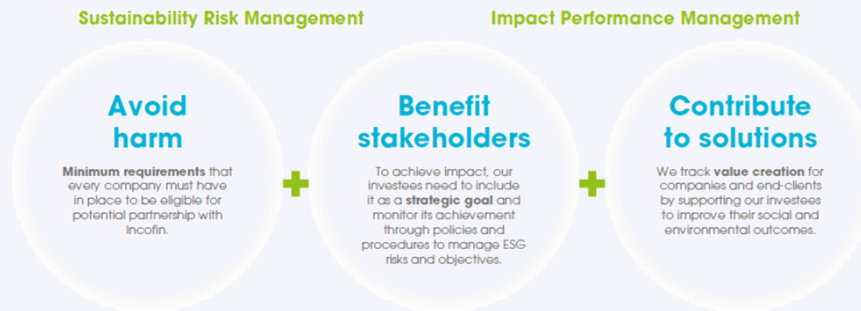 Sustainability Risk Management
Impact Performance Management
Avoid
harm
Minimum requirements that
every company must have
in place to be eligible for
potential partnership with
Incofin.
Benefit
stakeholders
To achieve impact, our
investees need to include
it as a strategic goal and
monitor its achievement
through policies and
procedures to manage ESG
risks and objectives.
Contribute
to solutions
We track value creation for
companies and end-clients
by supporting our investees
to improve their social and
environmental outcomes.